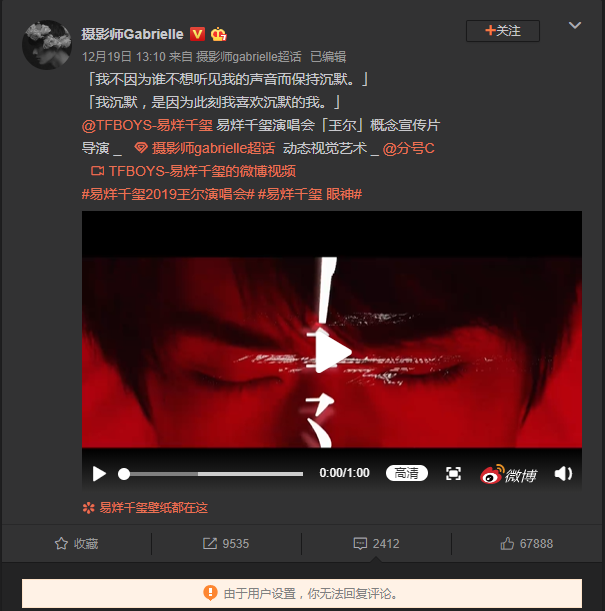 摄影师Gabrielle
+关注
12月19日 13:10 来自 摄影师gabrielle超话 已编辑
「我不因为谁不想听见我的声音而保持沉默。」
「我沉默，是因为此刻我喜欢沉默的我。」
@TFBOYS-易烊千玺 易烊千玺演唱会「玊尔」概念宣传片
导演 _ 摄影师gabrielle超话 动态视觉艺术 _ @分号C
TFBOYS-易烊千玺的微博视频
#易烊千玺2019玊尔演唱会# #易烊千玺 眼神#
0:00/1:00
高清
微博
易烊千玺壁纸都在这
收藏
9535
2412
67888
由于用户设置，你无法回复评论。